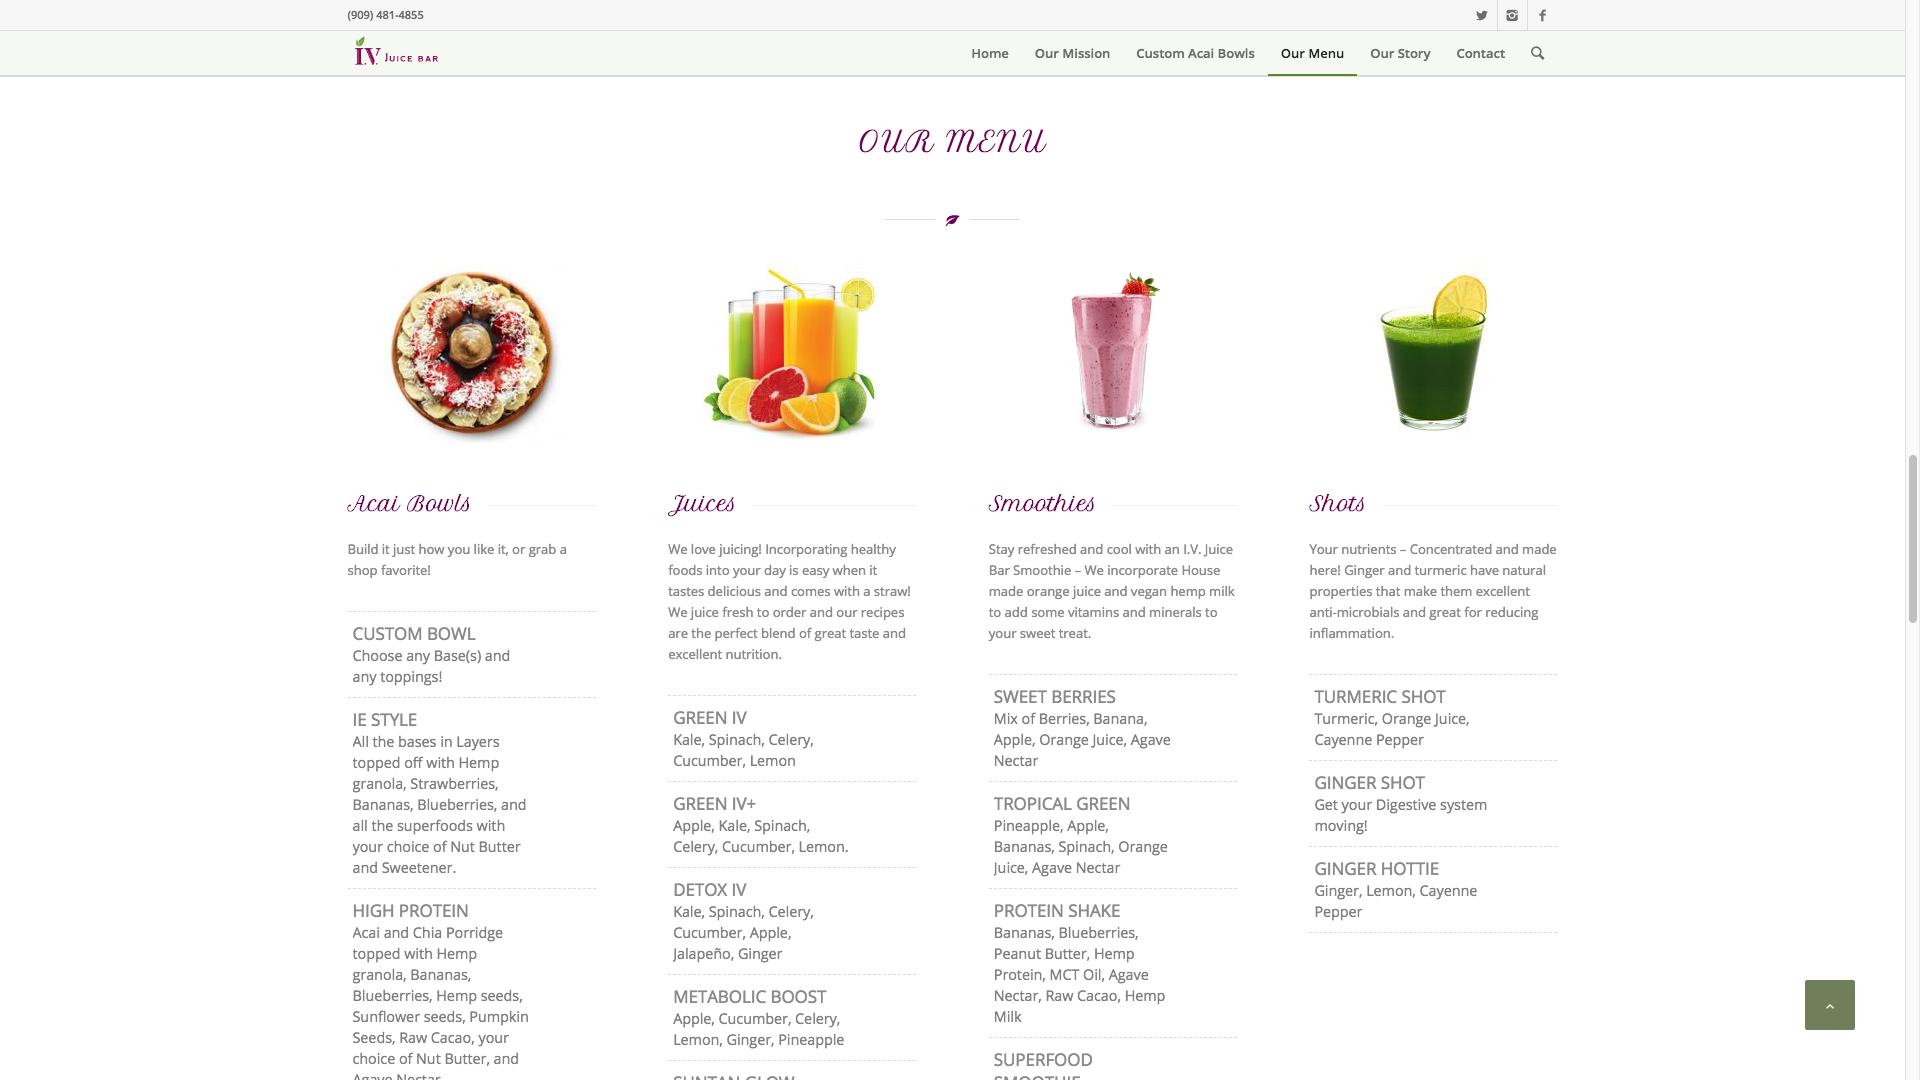 (909) 481-4855
I.V. JUICE BAR
Home Our Mission Custom Acai Bowls Our Menu Our Story Contact
OUR MENU
Acai Bowls
Build it just how you like it, or grab a
shop favorite!
CUSTOM BOWL
Choose any Base(s) and
any toppings!
IE STYLE
All the bases in Layers
topped off with Hemp
granola, Strawberries,
Bananas, Blueberries, and
all the superfoods with
your choice of Nut Butter
and Sweetener.
HIGH PROTEIN
Acai and Chia Porridge
topped with Hemp
granola, Bananas,
Blueberries, Hemp seeds,
Sunflower seeds, Pumpkin
Seeds, Raw Cacao, your
choice of Nut Butter, and
Agave Nectar
Juices
We love juicing! Incorporating healthy
foods into your day is easy when it
tastes delicious and comes with a straw!
We juice fresh to order and our recipes
are the perfect blend of great taste and
excellent nutrition.
GREEN IV
Kale, Spinach, Celery,
Cucumber, Lemon
GREEN IV+
Apple, Kale, Spinach,
Celery, Cucumber, Lemon.
DETOX IV
Kale, Spinach, Celery,
Cucumber, Apple,
Jalapeño, Ginger
METABOLIC BOOST
Apple, Cucumber, Celery,
Lemon, Ginger, Pineapple
SUNTAN GLOW
Smoothies
Stay refreshed and cool with an I.V. Juice
Bar Smoothie – We incorporate House
made orange juice and vegan hemp milk
to add some vitamins and minerals to
your sweet treat.
SWEET BERRIES
Mix of Berries, Banana,
Apple, Orange Juice, Agave
Nectar
TROPICAL GREEN
Pineapple, Apple,
Bananas, Spinach, Orange
Juice, Agave Nectar
PROTEIN SHAKE
Bananas, Blueberries,
Peanut Butter, Hemp
Protein, MCT Oil, Agave
Nectar, Raw Cacao, Hemp
Milk
SUPERFOOD
SMOOTHIE
Shots
Your nutrients – Concentrated and made
here! Ginger and turmeric have natural
properties that make them excellent
anti-microbials and great for reducing
inflammation.
TURMERIC SHOT
Turmeric, Orange Juice,
Cayenne Pepper
GINGER SHOT
Get your Digestive system
moving!
GINGER HOTTIE
Ginger, Lemon, Cayenne
Pepper